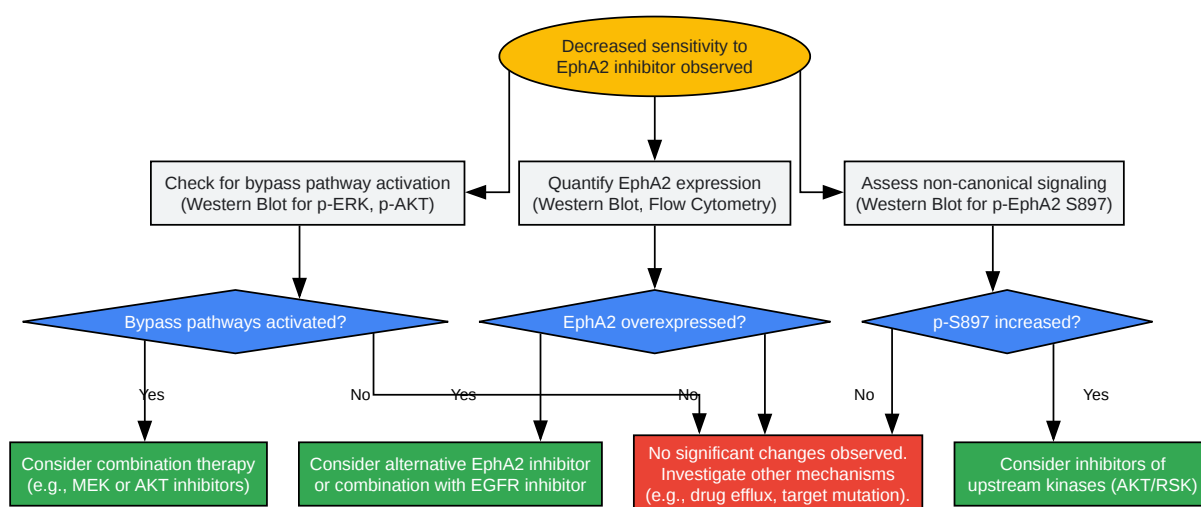 Decreased sensitivity to
EphA2 inhibitor observed
Check for bypass pathway activation
(Western Blot for p-ERK, p-AKT)
Quantify EphA2 expression
(Western Blot, Flow Cytometry)
Assess non-canonical signaling
(Western Blot for p-EphA2 S897)
Bypass pathways activated?
EphA2 overexpressed?
p-S897 increased?
Yes
No
Yes
No
No
Yes
Consider combination therapy
(e.g., MEK or AKT inhibitors)
Consider alternative EphA2 inhibitor
or combination with EGFR inhibitor
No significant changes observed.
Investigate other mechanisms
(e.g., drug efflux, target mutation).
Consider inhibitors of
upstream kinases (AKT/RSK)